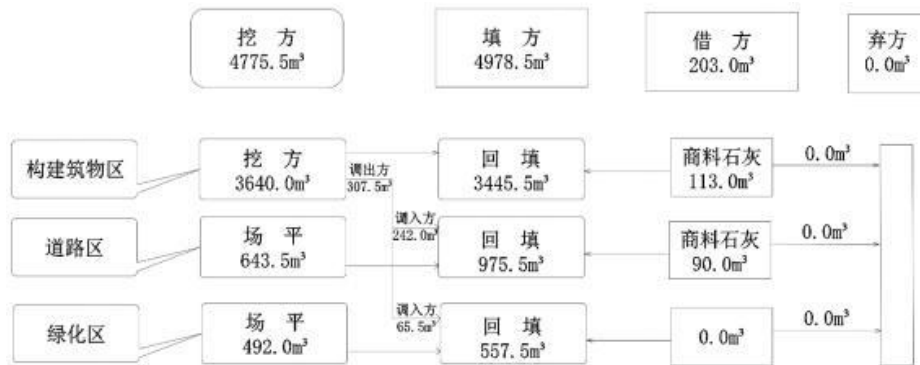 挖 方
4775.5m³
填 方
4978.5m³
借 方
203.0m³
弃方
0.0m³
构建筑物区
挖 方
3640.0m³
调出方
307.5m³
回 填
3445.5m³
商料石灰
113.0m³
0.0m³
道路区
场 平
643.5m³
调入方
242.0m³
回 填
975.5m³
商料石灰
90.0m³
0.0m³
绿化区
场 平
492.0m³
调入方
65.5m³
回 填
557.5m³
0.0m³
0.0m³